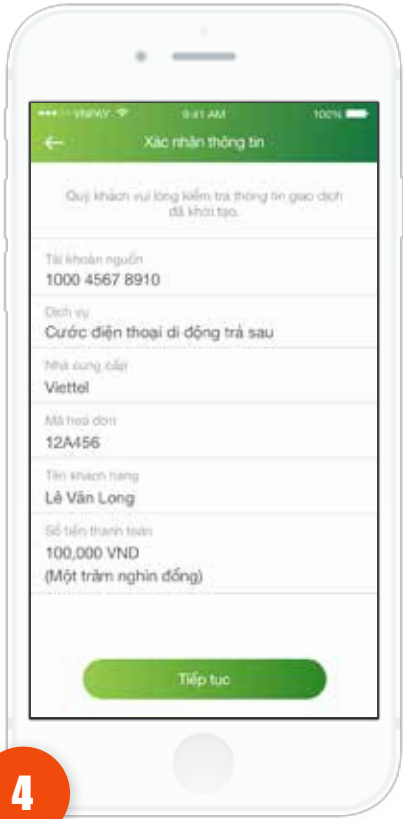 VNPAY 9:41 AM 100%
Xác nhận thông tin
Quý khách vui lòng kiểm tra thông tin giao dịch
đã khởi tạo.
Tài khoản nguồn
1000 4567 8910
Dịch vụ
Cước điện thoại di động trả sau
Nhà cung cấp
Viettel
Mã hoá đơn
12A456
Tên khách hàng
Lê Văn Long
Số tiền thanh toán
100,000 VND
(Một trăm nghìn đồng)
Tiếp tục
4